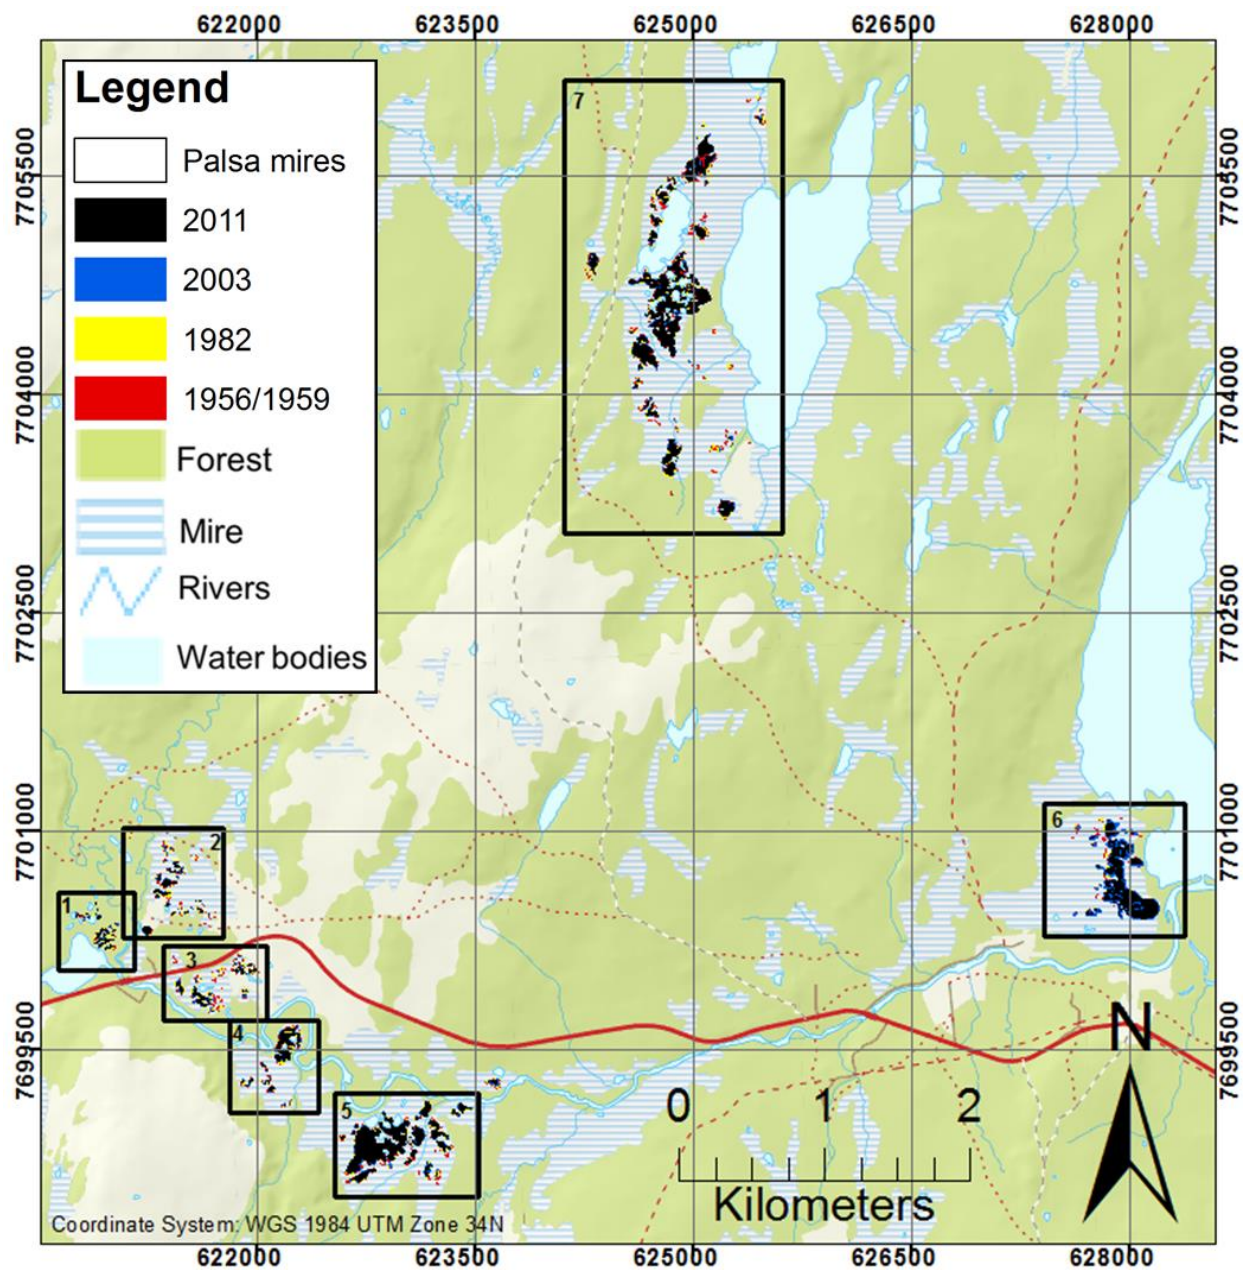 622000 623500 625000 626500 628000
Legend
Palsa mires
2011
2003
1982
1956/1959
Forest
Mire
Rivers
Water bodies
7
7705500 7705500
7704000 7704000
7702500 7702500
7701000 7701000
6
2
1
3
4
7699500 7699500
N
5
0 1 2
Kilometers
Coordinate System: WGS 1984 UTM Zone 34N
622000 623500 625000 626500 628000